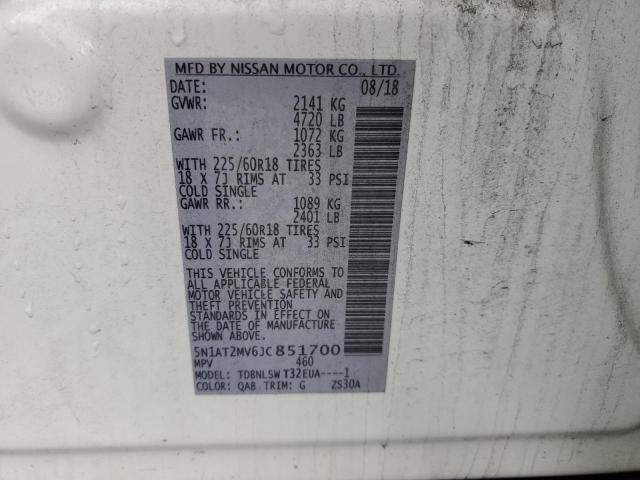 MFD BY NISSAN MOTOR CO., LTD.
DATE: 08/18
GVWR: 2141 KG
4720 LB
GAWR FR.: 1072 KG
2363 LB
WITH 225/60R18 TIRES
18 X 7J RIMS AT 33 PSI
COLD SINGLE
GAWR RR.: 1089 KG
2401 LB
WITH 225/60R18 TIRES
18 X 7J RIMS AT 33 PSI
COLD SINGLE
THIS VEHICLE CONFORMS TO
ALL APPLICABLE FEDERAL
MOTOR VEHICLE SAFETY AND
THEFT PREVENTION
STANDARDS IN EFFECT ON
THE DATE OF MANUFACTURE
SHOWN ABOVE.
5N1AT2MV6JC851700
MPV 460
MODEL: TDBNLSW T32EUA----1
COLOR: QAB TRIM: G ZS30A